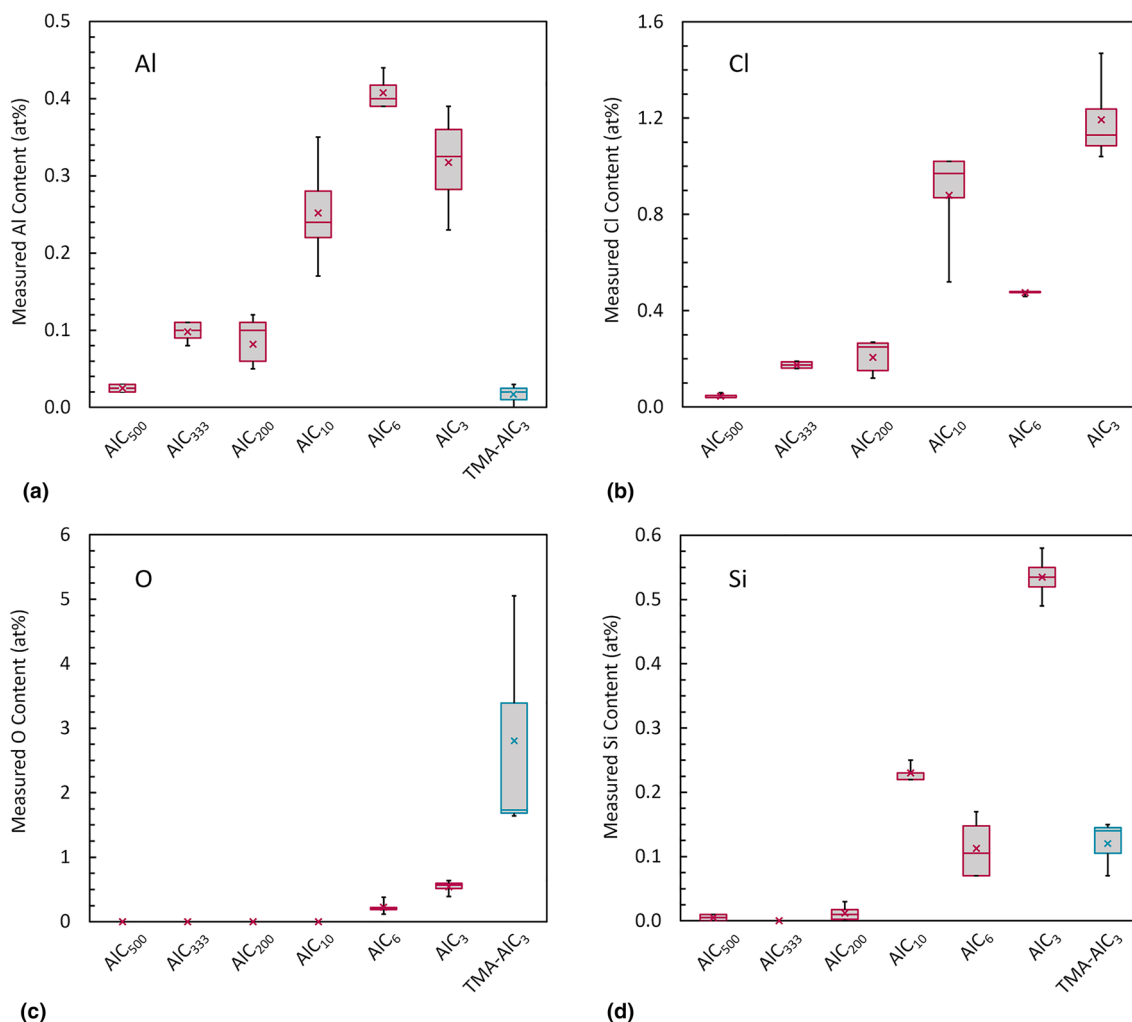 Al
Measured Al Content (at%)
0.5
0.4
0.3
0.2
0.1
0.0
AlC₅₀₀
AlC₃₃₃
AlC₂₀₀
AlC₁₀
AlC₆
AlC₃
TMA-AlC₃
(a)
Cl
Measured Cl Content (at%)
1.6
1.2
0.8
0.4
0.0
AlC₅₀₀
AlC₃₃₃
AlC₂₀₀
AlC₁₀
AlC₆
AlC₃
(b)
O
Measured O Content (at%)
6
5
4
3
2
1
0
AlC₅₀₀
AlC₃₃₃
AlC₂₀₀
AlC₁₀
AlC₆
AlC₃
TMA-AlC₃
(c)
Si
Measured Si Content (at%)
0.6
0.5
0.4
0.3
0.2
0.1
0.0
AlC₅₀₀
AlC₃₃₃
AlC₂₀₀
AlC₁₀
AlC₆
AlC₃
TMA-AlC₃
(d)